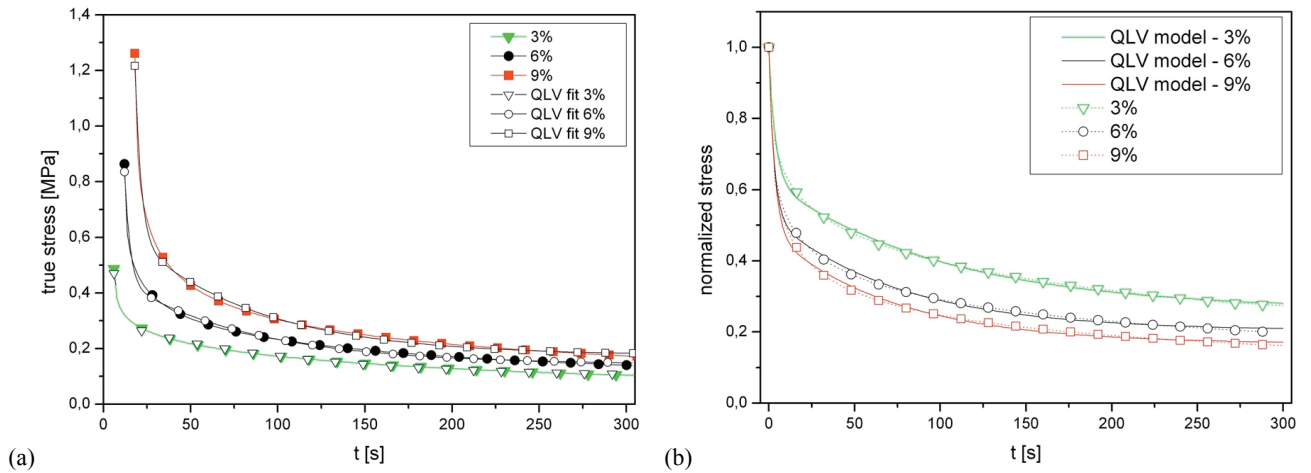 1,4
1,2
1,0
0,8
0,6
0,4
0,2
0,0
true stress [MPa]
0
50
100
150
200
250
300
t [s]
3%
6%
9%
QLV fit 3%
QLV fit 6%
QLV fit 9%
(a)
1,0
0,8
0,6
0,4
0,2
0,0
normalized stress
0
50
100
150
200
250
300
t [s]
QLV model - 3%
QLV model - 6%
QLV model - 9%
3%
6%
9%
(b)